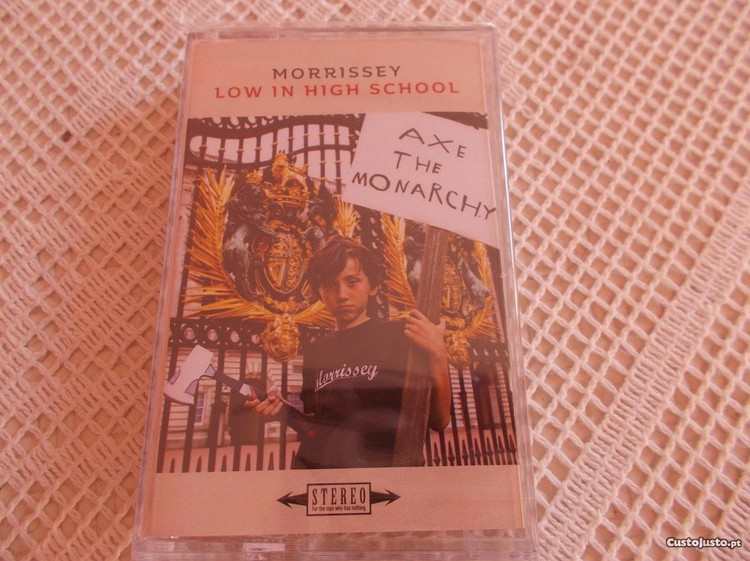 MORRISSEY
LOW IN HIGH SCHOOL
AXE
THE
MONARCHY
Morrissey
STEREO
For the man who has nothing
CustoJusto.pt